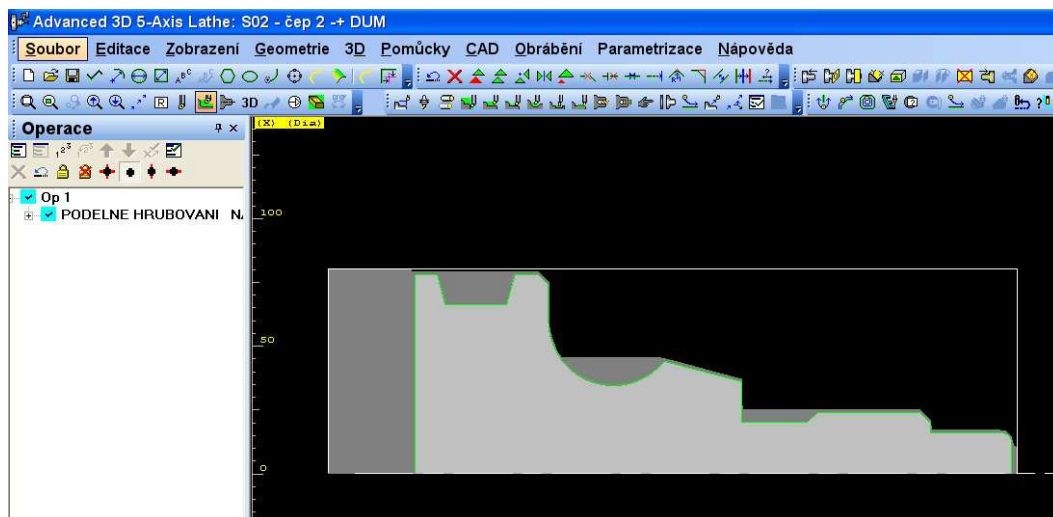 Advanced 3D 5-Axis Lathe: S02 - čep 2 -+ DUM
Soubor Editace Zobrazení Geometrie 3D Pomůcky CAD Obrábění Parametrizace Nápověda
3D
Operace
(X) (Dia)
Op 1
PODELNE HRUBOVANI N
100
50
0